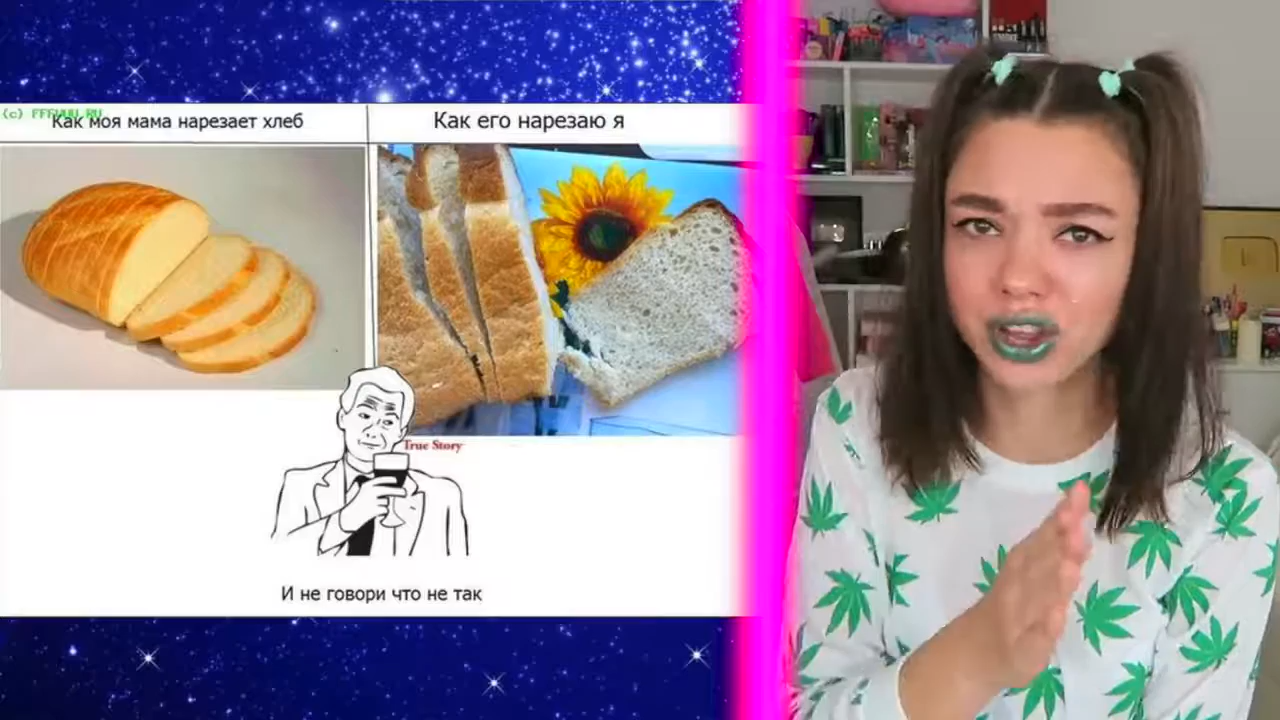 (c) FFFUUU.RU
Как моя мама нарезает хлеб
Как его нарезаю я
True Story
И не говори что не так